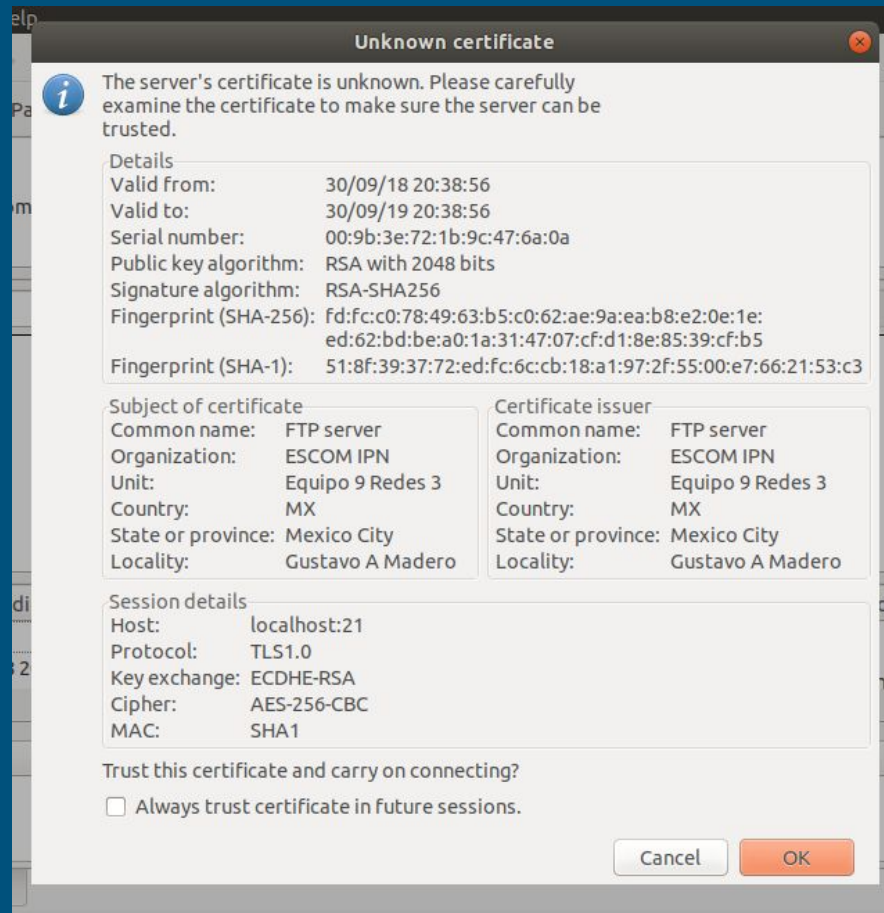 elp
Unknown certificate
The server's certificate is unknown. Please carefully
examine the certificate to make sure the server can be
trusted.
Details
Valid from: 30/09/18 20:38:56
Valid to: 30/09/19 20:38:56
Serial number: 00:9b:3e:72:1b:9c:47:6a:0a
Public key algorithm: RSA with 2048 bits
Signature algorithm: RSA-SHA256
Fingerprint (SHA-256): fd:fc:c0:78:49:63:b5:c0:62:ae:9a:ea:b8:e2:0e:1e:
ed:62:bd:be:a0:1a:31:47:07:cf:d1:8e:85:39:cf:b5
Fingerprint (SHA-1): 51:8f:39:37:72:ed:fc:6c:cb:18:a1:97:2f:55:00:e7:66:21:53:c3
Subject of certificate
Common name: FTP server
Organization: ESCOM IPN
Unit: Equipo 9 Redes 3
Country: MX
State or province: Mexico City
Locality: Gustavo A Madero
Certificate issuer
Common name: FTP server
Organization: ESCOM IPN
Unit: Equipo 9 Redes 3
Country: MX
State or province: Mexico City
Locality: Gustavo A Madero
Session details
Host: localhost:21
Protocol: TLS1.0
Key exchange: ECDHE-RSA
Cipher: AES-256-CBC
MAC: SHA1
Trust this certificate and carry on connecting?
Always trust certificate in future sessions.
Cancel OK